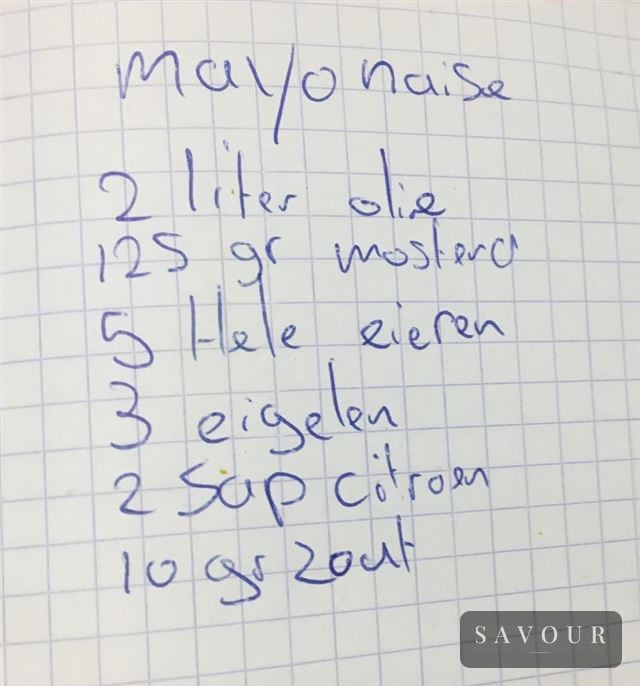 mayonaise
2 liter olie
125 gr mosterd
5 Hele eieren
3 eigelen
2 Sap citroen
10 gr zout
SAVOUR